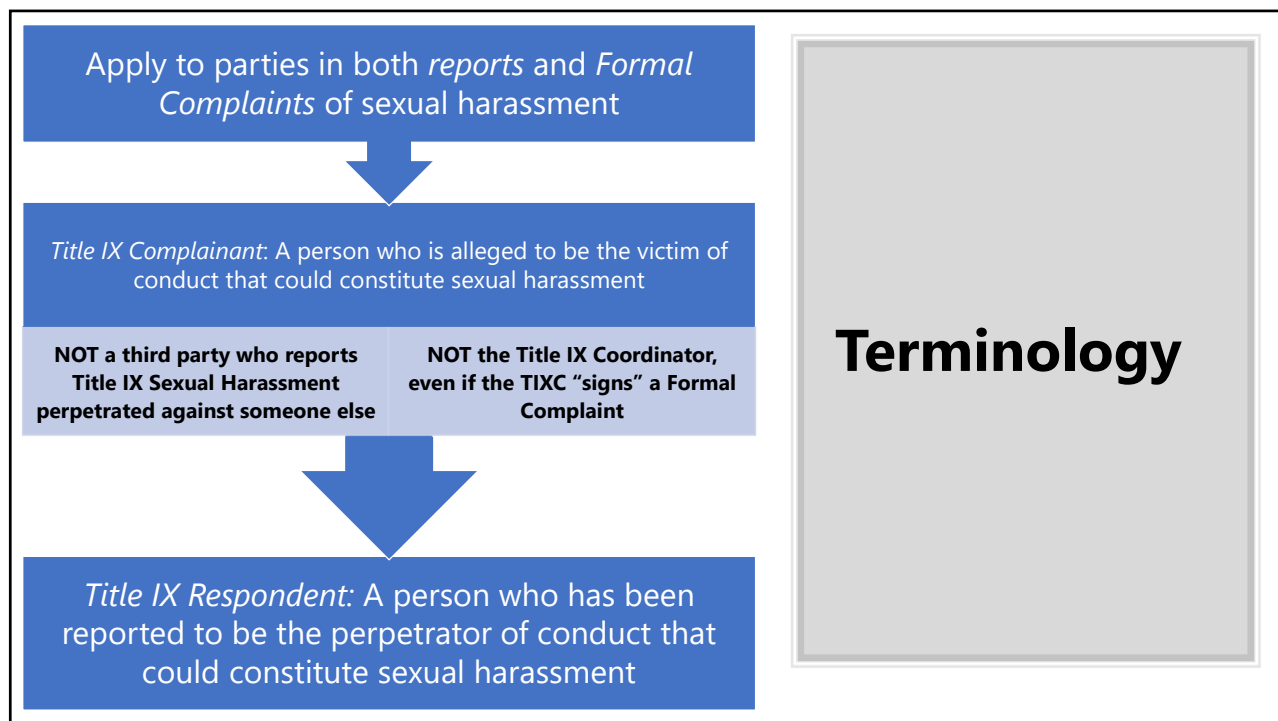 Apply to parties in both reports and Formal
Complaints of sexual harassment
Title IX Complainant: A person who is alleged to be the victim of
conduct that could constitute sexual harassment
NOT a third party who reports
Title IX Sexual Harassment
perpetrated against someone else
NOT the Title IX Coordinator,
even if the TIXC “signs” a Formal
Complaint
Title IX Respondent: A person who has been
reported to be the perpetrator of conduct that
could constitute sexual harassment
Terminology